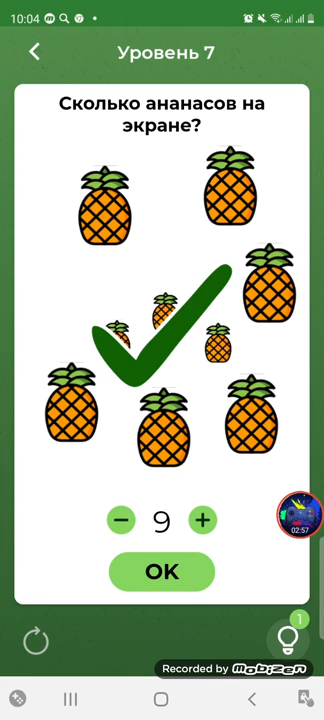 10:04
Уровень 7
Сколько ананасов на
экране?
9
OK
02:57
1
Recorded by mobizen